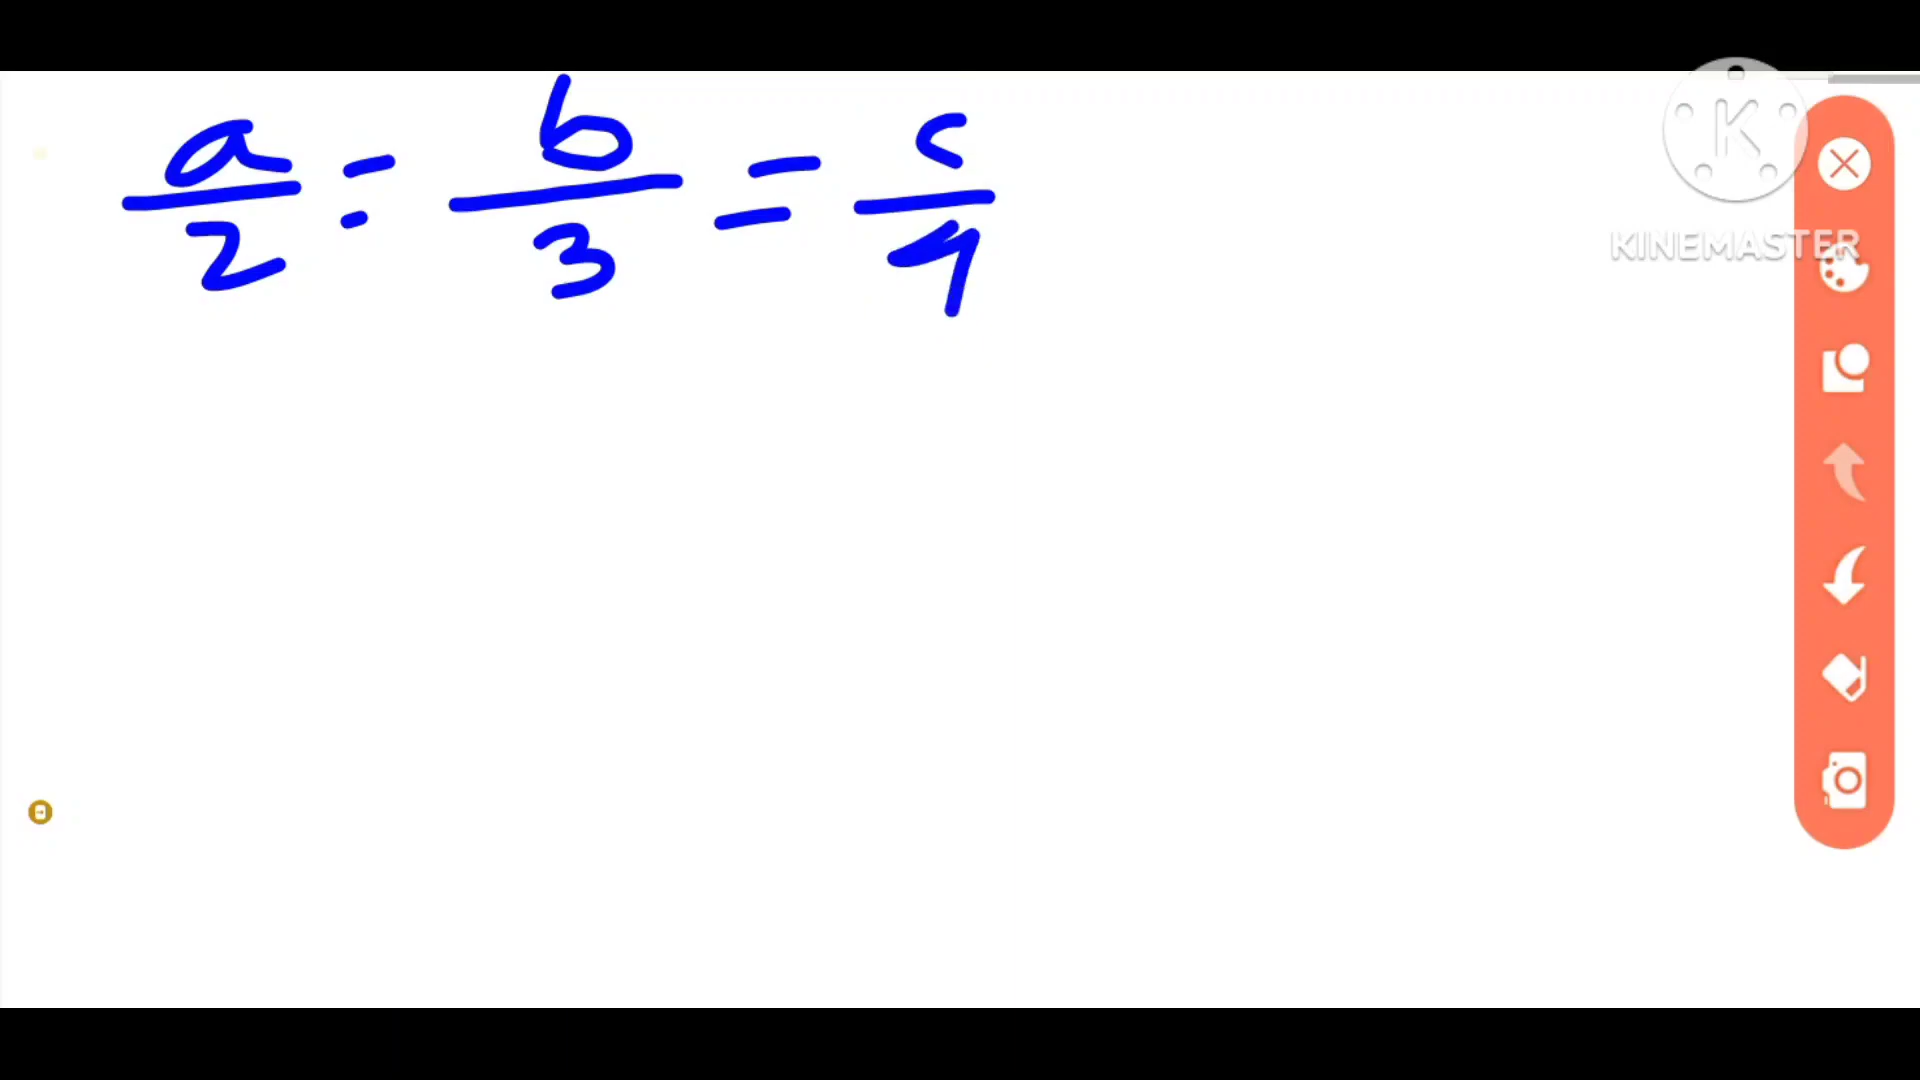 a/2 = b/3 = c/4
K
KINEMASTER